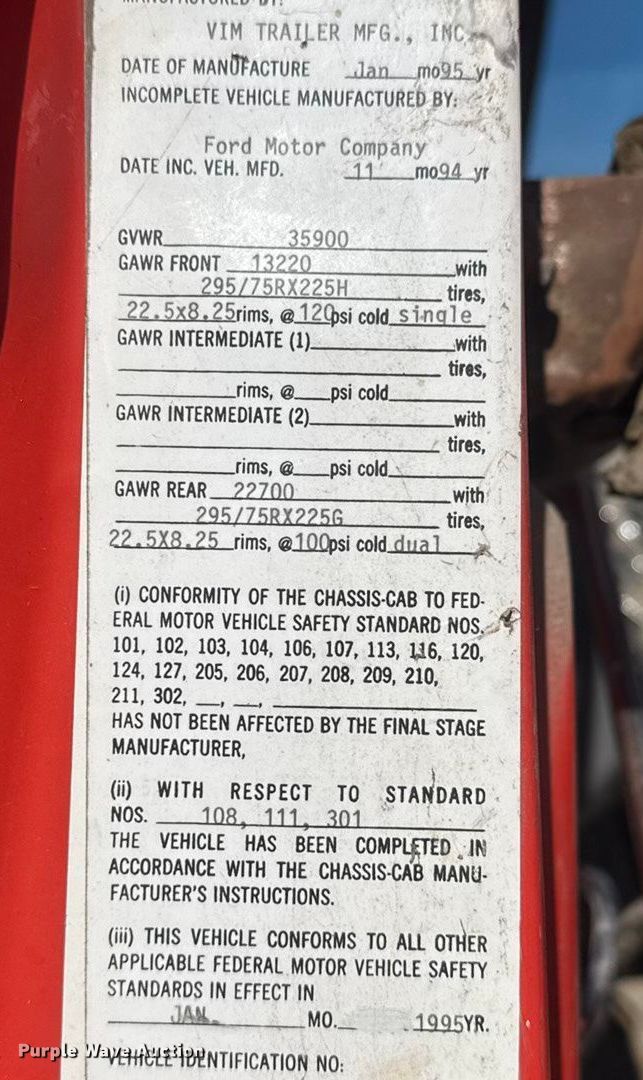 MANUFACTURED BY:
VIM TRAILER MFG., INC.
DATE OF MANUFACTURE Jan mo95 yr
INCOMPLETE VEHICLE MANUFACTURED BY:
Ford Motor Company
DATE INC. VEH. MFD. 11 mo94 yr
GVWR 35900
GAWR FRONT 13220 with
295/75RX225H tires,
22.5x8.25rims, @120psi cold single
GAWR INTERMEDIATE (1) with
tires,
rims, @ psi cold
GAWR INTERMEDIATE (2) with
tires,
rims, @ psi cold
GAWR REAR 22700 with
295/75RX225G tires,
22.5X8.25 rims, @100psi cold dual
(i) CONFORMITY OF THE CHASSIS-CAB TO FED-
ERAL MOTOR VEHICLE SAFETY STANDARD NOS.
101, 102, 103, 104, 106, 107, 113, 116, 120,
124, 127, 205, 206, 207, 208, 209, 210,
211, 302, __, __,
HAS NOT BEEN AFFECTED BY THE FINAL STAGE
MANUFACTURER,
(ii) WITH RESPECT TO STANDARD
NOS. 108, 111, 301
THE VEHICLE HAS BEEN COMPLETED IN
ACCORDANCE WITH THE CHASSIS-CAB MANU-
FACTURER'S INSTRUCTIONS.
(iii) THIS VEHICLE CONFORMS TO ALL OTHER
APPLICABLE FEDERAL MOTOR VEHICLE SAFETY
STANDARDS IN EFFECT IN
JAN. MO. 1995YR.
VEHICLE IDENTIFICATION NO:
Purple Wave Auction